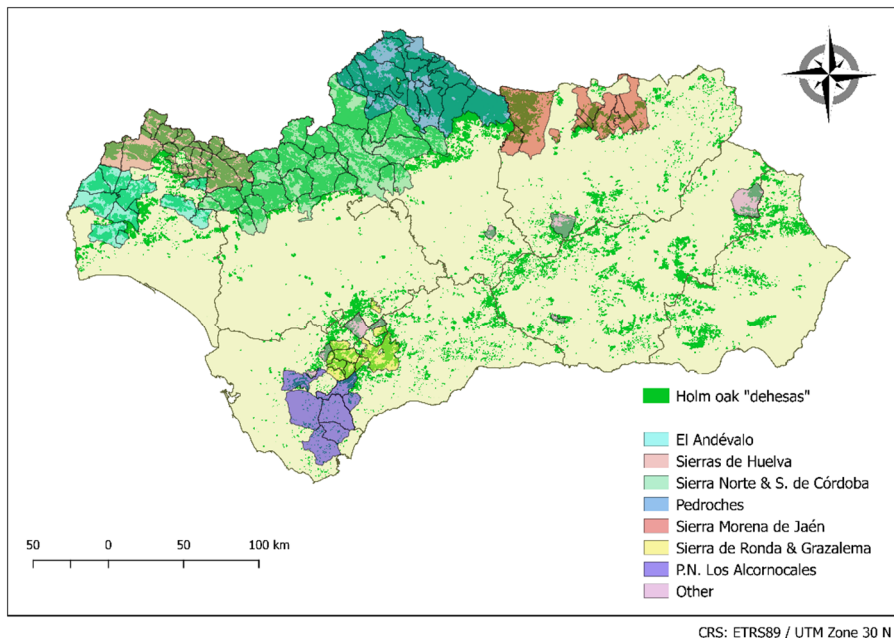 Holm oak "dehesas"
El Andévalo
Sierras de Huelva
Sierra Norte & S. de Córdoba
Pedroches
Sierra Morena de Jaén
Sierra de Ronda & Grazalema
P.N. Los Alcornocales
Other
50 0 50 100 km
CRS: ETRS89 / UTM Zone 30 N